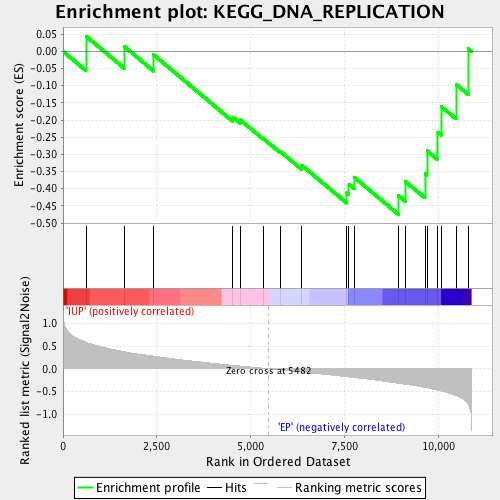 Enrichment plot: KEGG_DNA_REPLICATION
Enrichment score (ES)
0.05
0.00
-0.05
-0.10
-0.15
-0.20
-0.25
-0.30
-0.35
-0.40
-0.45
-0.50
'IUP' (positively correlated)
Ranked list metric (Signal2Noise)
1.0
0.5
0.0
-0.5
-1.0
Zero cross at 5482
'EP' (negatively correlated)
0 2,500 5,000 7,500 10,000
Rank in Ordered Dataset
Enrichment profile Hits Ranking metric scores